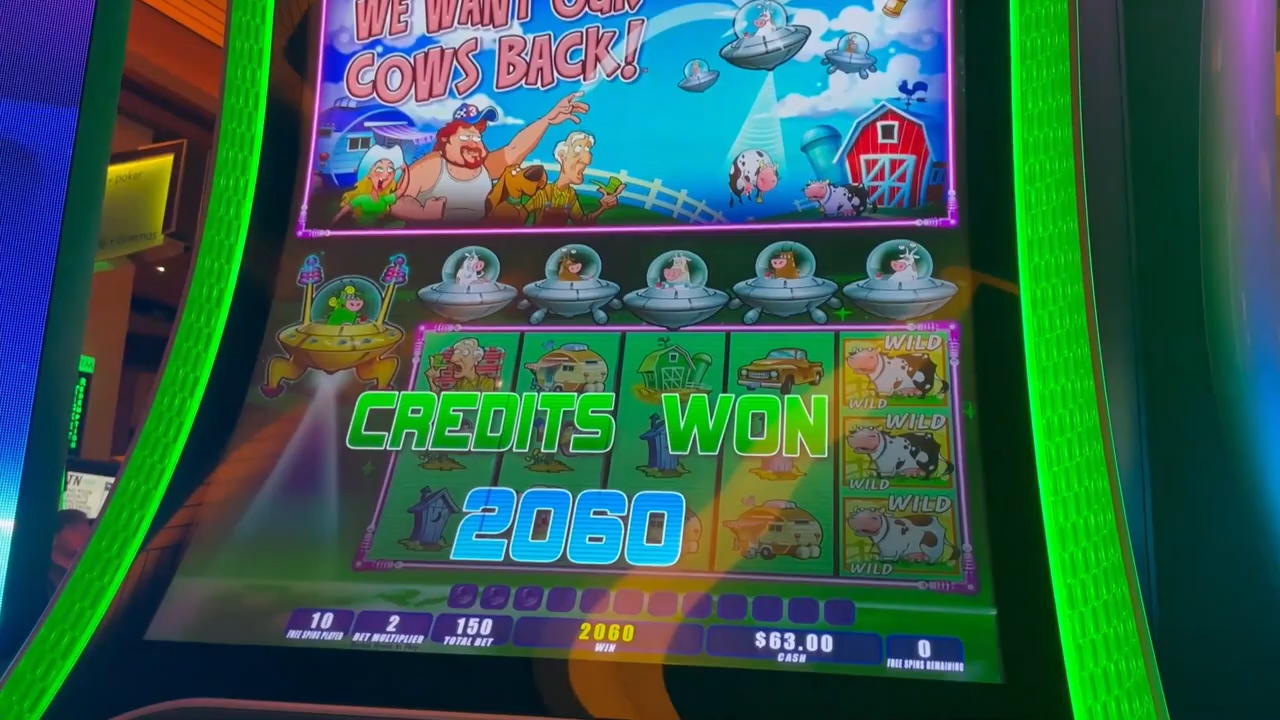 WE WANT OUR
COWS BACK!
poker
WILD
WILD
WILD
WILD
WILD
WILD
CREDITS WON
2060
10
FREE SPINS PLAYED
2
BET MULTIPLIER
150
TOTAL BET
2060
WIN
$63.00
CASH
0
FREE SPINS REMAINING